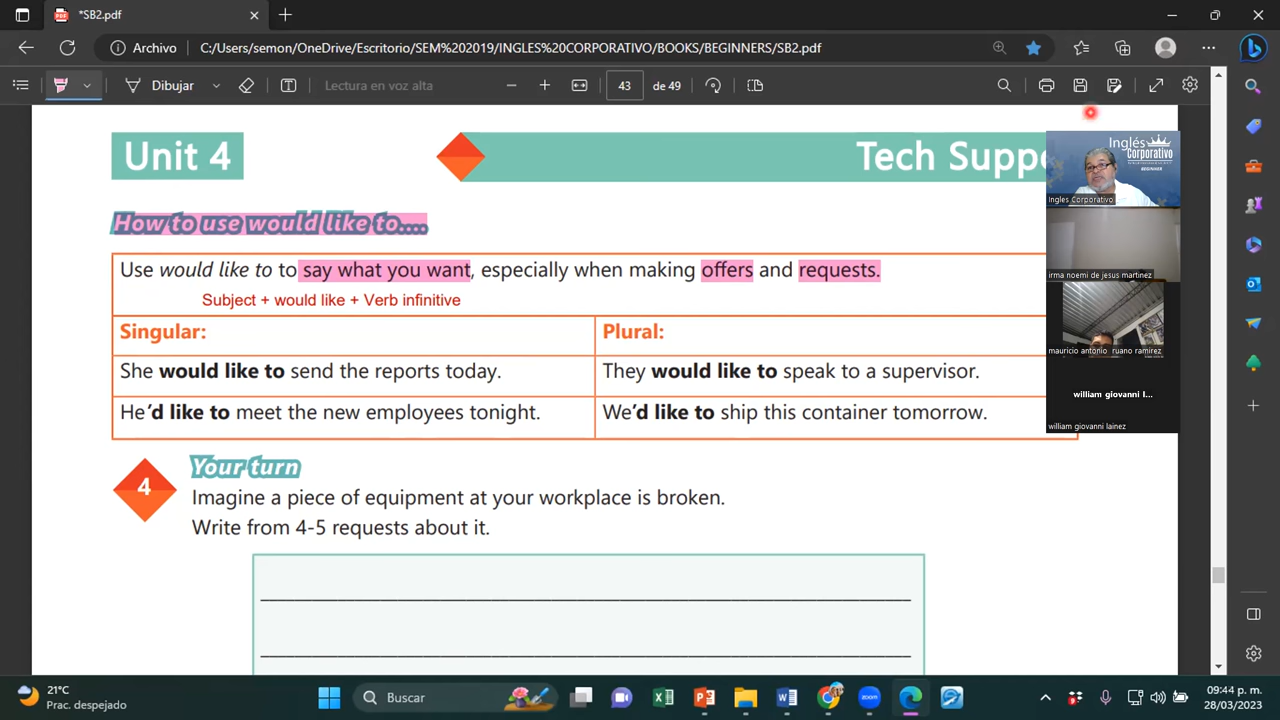 *SB2.pdf
Archivo C:/Users/semon/OneDrive/Escritorio/SEM%202019/INGLES%20CORPORATIVO/BOOKS/BEGINNERS/SB2.pdf
Dibujar Lectura en voz alta 43 de 49
Unit 4
Tech Suppo
How to use would like to....
Use would like to to say what you want, especially when making offers and requests.
Subject + would like + Verb infinitive
Singular: Plural:
She would like to send the reports today. They would like to speak to a supervisor.
He'd like to meet the new employees tonight. We'd like to ship this container tomorrow.
4
Your turn
Imagine a piece of equipment at your workplace is broken.
Write from 4-5 requests about it.
Inglés
Corporativo
BEGINNER
Ingles Corporativo
irma noemi de jesus martinez
mauricio antonio ruano ramirez
william giovanni l...
william giovanni lainez
21°C
Prac. despejado
Buscar
09:44 p. m.
28/03/2023